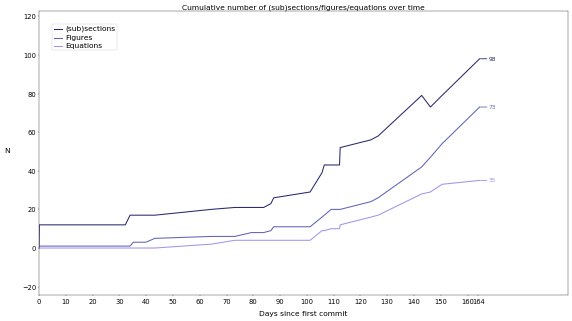 Cumulative number of (sub)sections/figures/equations over time
120
100
80
60
40
20
0
−20
N
(sub)sections
Figures
Equations
98
73
35
0 10 20 30 40 50 60 70 80 90 100 110 120 130 140 150 160 164
Days since first commit